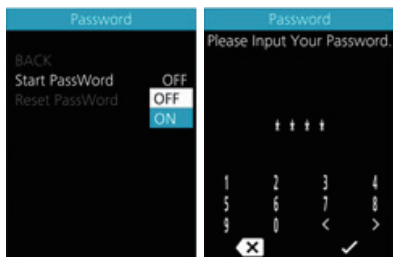 Password
BACK
Start PassWord OFF
Reset PassWord OFF
ON
Password
Please Input Your Password.
* * * *
1 2 3 4
5 6 7 8
9 0 < >